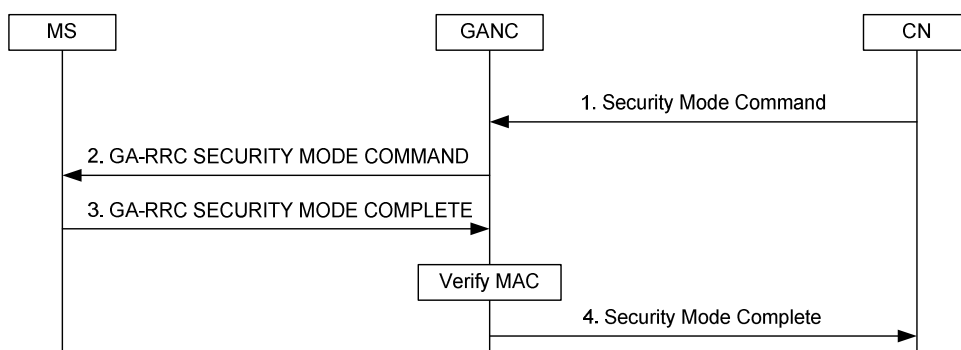 MS
GANC
CN
1. Security Mode Command
2. GA-RRC SECURITY MODE COMMAND
3. GA-RRC SECURITY MODE COMPLETE
Verify MAC
4. Security Mode Complete